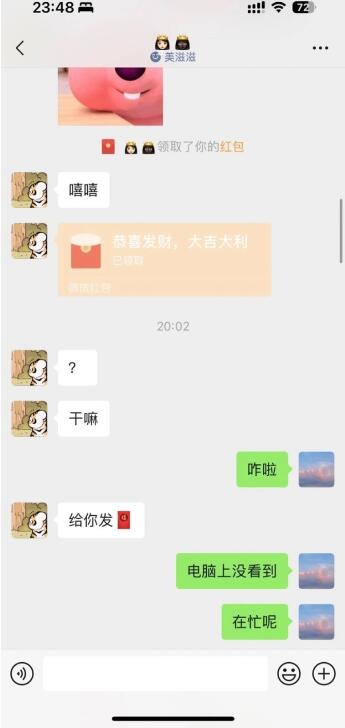 23:48
72
美滋滋
领取了你的红包
嘻嘻
恭喜发财，大吉大利
已领取
微信红包
20:02
?
干嘛
咋啦
给你发
电脑上没看到
在忙呢